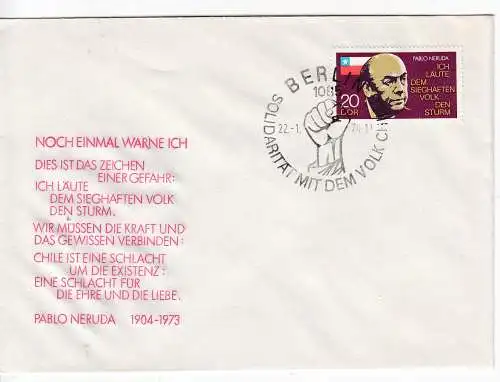 PABLO NERUDA
ICH
LÄUTE
DEM
SIEGHAFTEN
VOLK
DEN
STURM
20
DDR
BERLIN
SOLIDARITÄT MIT DEM VOLK
NOCH EINMAL WARNE ICH
DIES IST DAS ZEICHEN
EINER GEFAHR:
ICH LÄUTE
DEM SIEGHAFTEN VOLK
DEN STURM.
WIR MÜSSEN DIE KRAFT UND
DAS GEWISSEN VERBINDEN:
CHILE IST EINE SCHLACHT
UM DIE EXISTENZ:
EINE SCHLACHT FÜR
DIE EHRE UND DIE LIEBE.
PABLO NERUDA 1904-1973